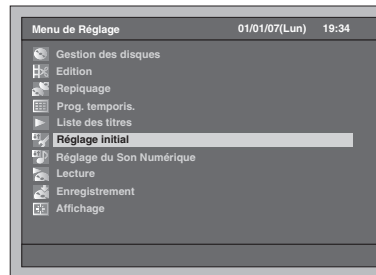 Menu de Réglage 01/01/07(Lun) 19:34
Gestion des disques
Edition
Repiquage
Prog. temporis.
Liste des titres
Réglage initial
Réglage du Son Numérique
Lecture
Enregistrement
Affichage